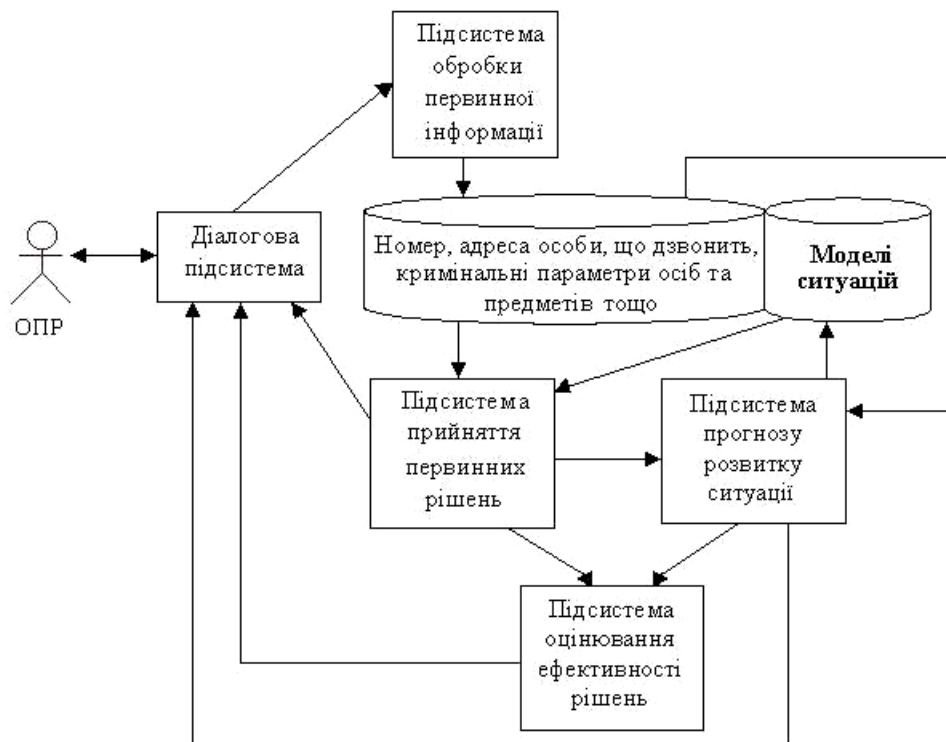 Підсистема
обробки
первинної
інформації
Діалогова
підсистема
ОПР
Номер, адреса особи, що дзвонить,
кримінальні параметри осіб та
предметів тощо
Моделі
ситуацій
Підсистема
прийняття
первинних
рішень
Підсистема
прогнозу
розвитку
ситуації
Підсистема
оцінювання
ефективності
рішень